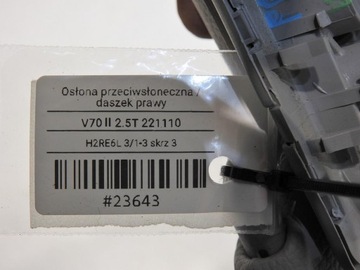 Osłona przeciwsłoneczna /
daszek prawy
V70 II 2.5T 221110
H2RE6L 3/1-3 skrz 3
#23643